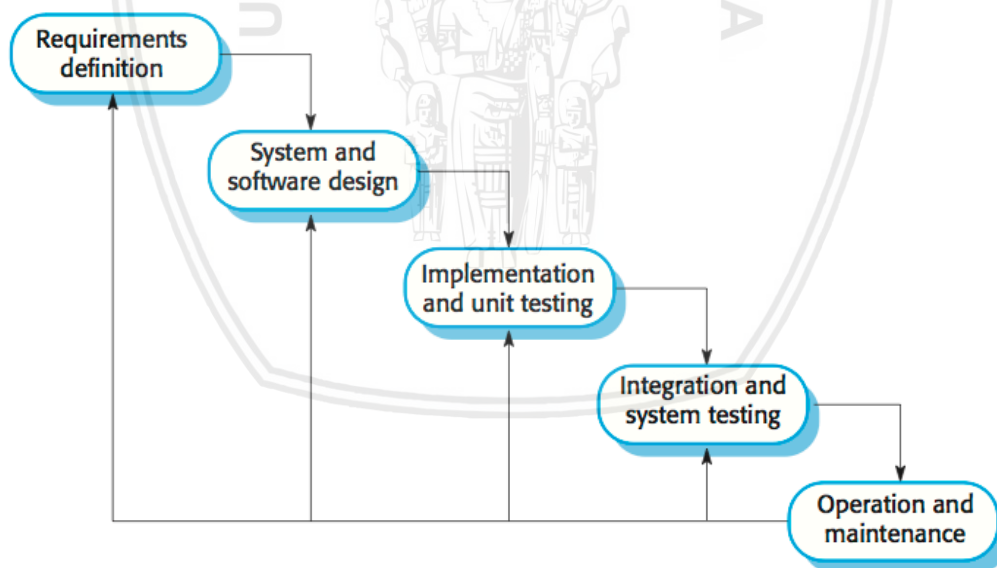 Requirements
definition
System and
software design
Implementation
and unit testing
Integration and
system testing
Operation and
maintenance
U
A